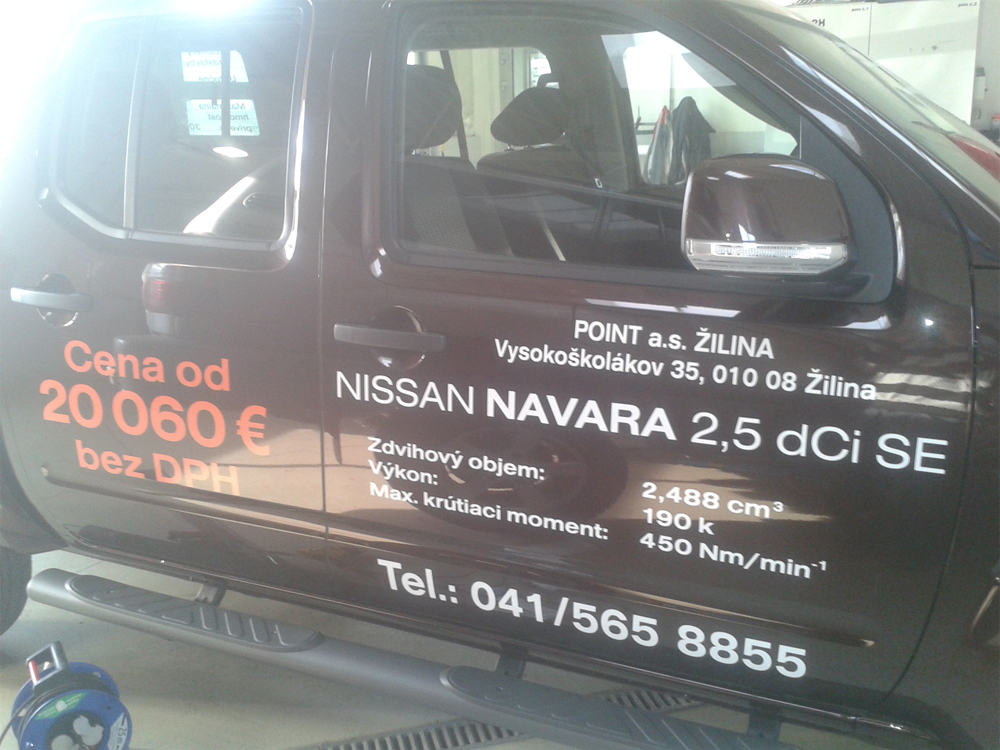 Cena od
20 060 €
bez DPH
POINT a.s. ŽILINA
Vysokoškolákov 35, 010 08 Žilina
NISSAN NAVARA 2,5 dCi SE
Zdvihový objem: 2,488 cm³
Výkon: 190 k
Max. krútiaci moment: 450 Nm/min⁻¹
Tel.: 041/565 8855